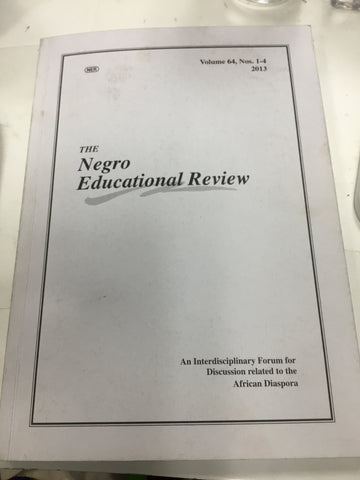 NER
Volume 64, Nos. 1-4
2013
THE
Negro
Educational Review
An Interdisciplinary Forum for
Discussion related to the
African Diaspora